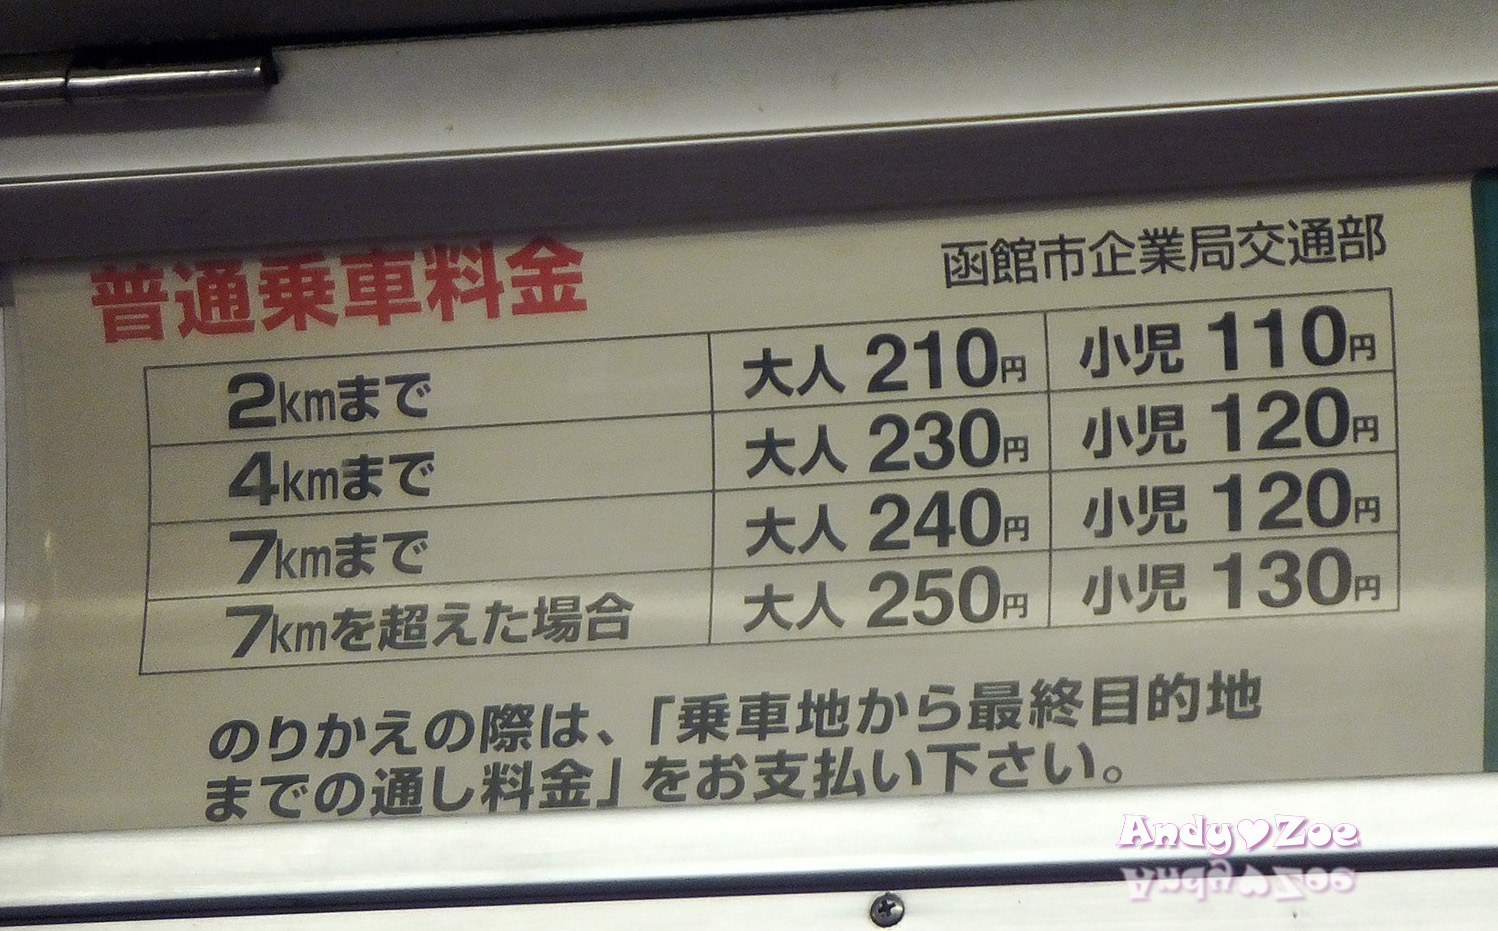 普通乗車料金
函館市企業局交通部
2kmまで 大人 210円 小児 110円
4kmまで 大人 230円 小児 120円
7kmまで 大人 240円 小児 120円
7kmを超えた場合 大人 250円 小児 130円
のりかえの際は、「乗車地から最終目的地
までの通し料金」をお支払い下さい。
Andy♥Zoe